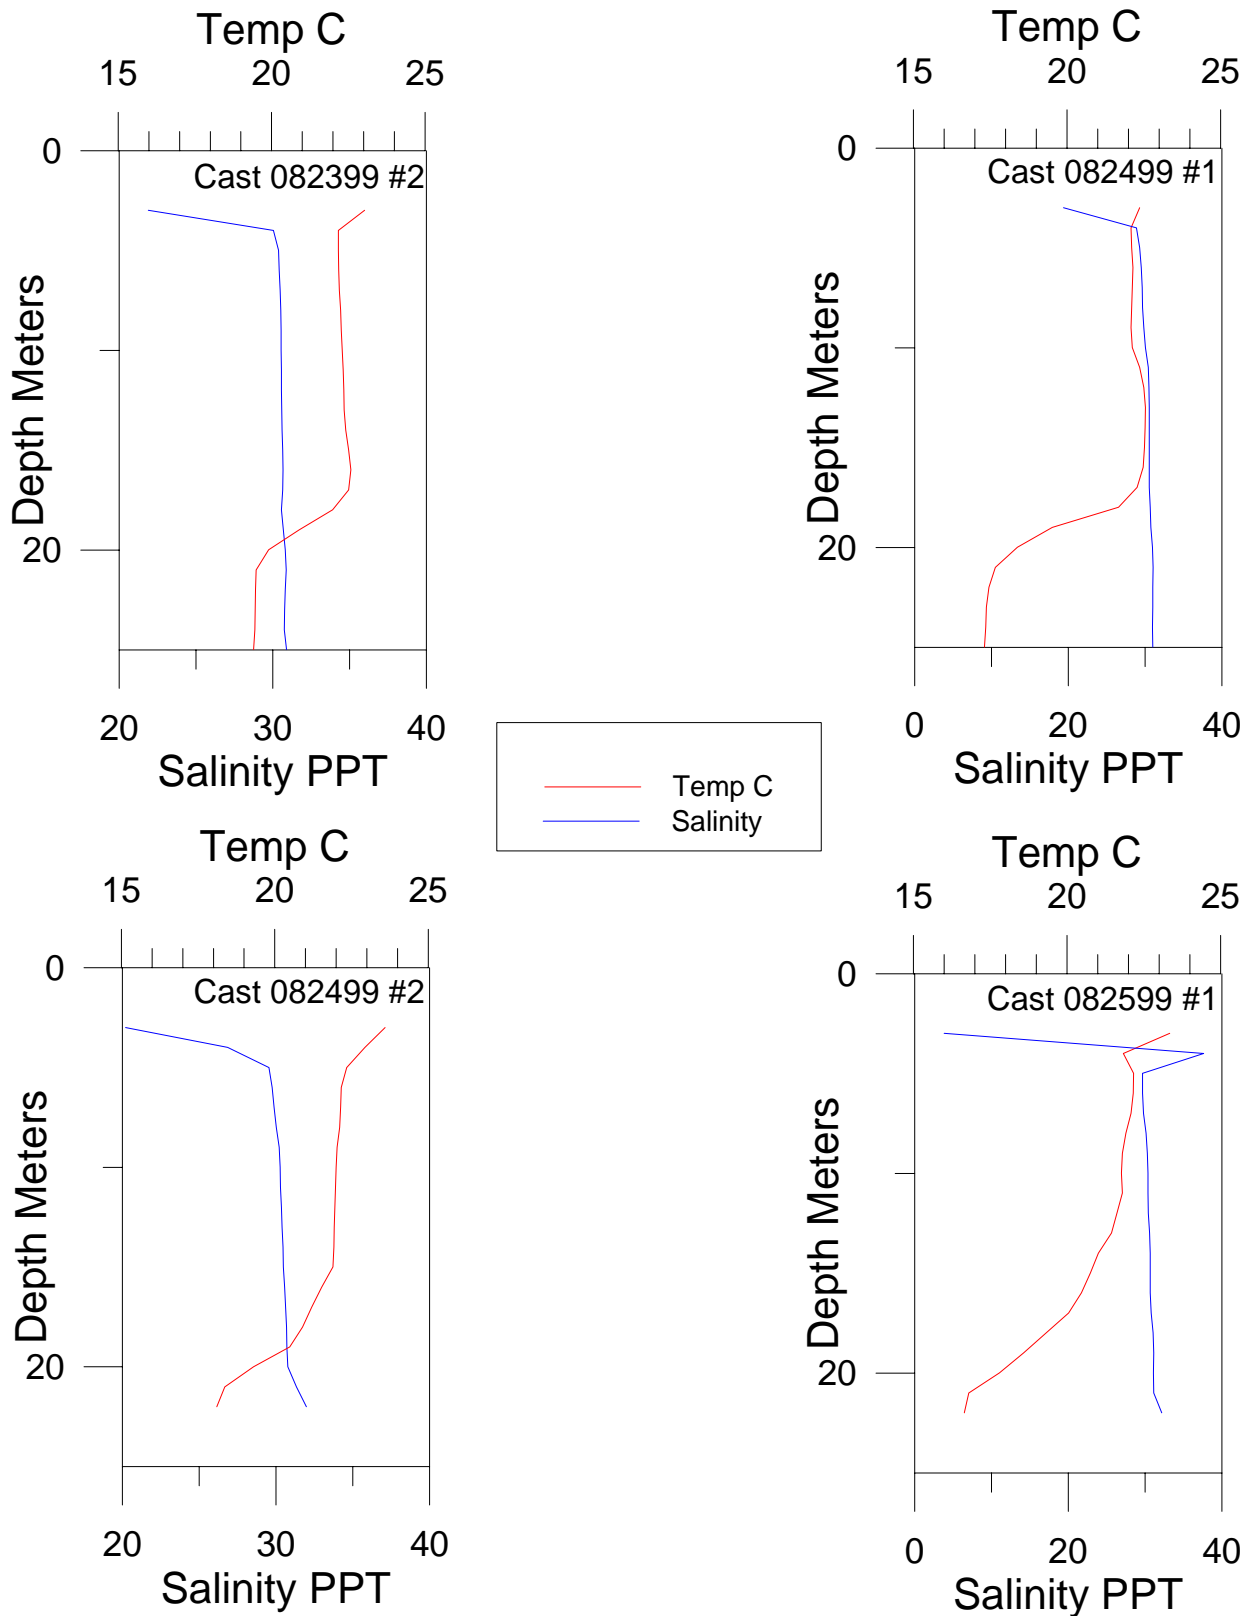 Temp C
15 20 25
0
Cast 082399 #2
Depth Meters
20
20 30 40
Salinity PPT
Temp C
15 20 25
0
Cast 082499 #1
Depth Meters
20
0 20 40
Salinity PPT
Temp C
Salinity
Temp C
15 20 25
0
Cast 082499 #2
Depth Meters
20
20 30 40
Salinity PPT
Temp C
15 20 25
0
Cast 082599 #1
Depth Meters
20
0 20 40
Salinity PPT